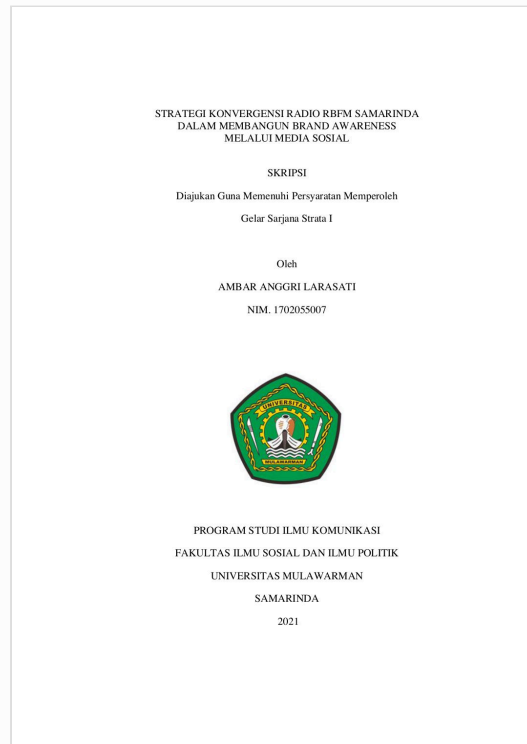 STRATEGI KONVERGENSI RADIO RBFM SAMARINDA
DALAM MEMBANGUN BRAND AWARENESS
MELALUI MEDIA SOSIAL
SKRIPSI
Diajukan Guna Memenuhi Persyaratan Memperoleh
Gelar Sarjana Strata I
Oleh
AMBAR ANGGRI LARASATI
NIM. 1702055007
UNIVERSITAS
MULAWARMAN
PROGRAM STUDI ILMU KOMUNIKASI
FAKULTAS ILMU SOSIAL DAN ILMU POLITIK
UNIVERSITAS MULAWARMAN
SAMARINDA
2021